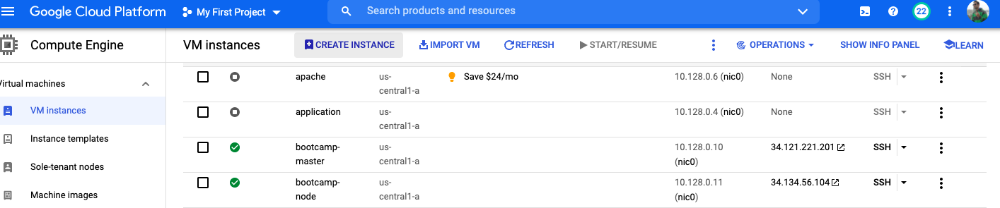 Google Cloud Platform My First Project Search products and resources 22
Compute Engine VM instances CREATE INSTANCE IMPORT VM REFRESH START/RESUME OPERATIONS SHOW INFO PANEL LEARN
Virtual machines
VM instances
Instance templates
Sole-tenant nodes
Machine images
apache us-central1-a Save $24/mo 10.128.0.6 (nic0) None SSH
application us-central1-a 10.128.0.4 (nic0) None SSH
bootcamp-master us-central1-a 10.128.0.10 (nic0) 34.121.221.201 SSH
bootcamp-node us-central1-a 10.128.0.11 (nic0) 34.134.56.104 SSH